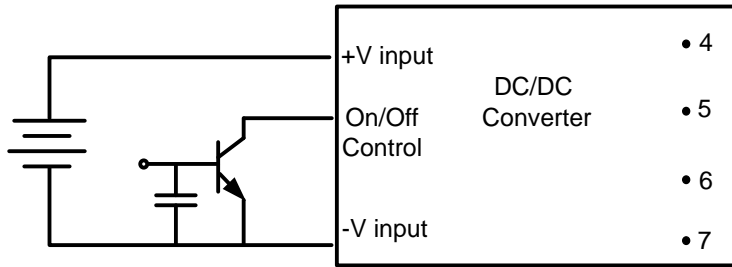 +V input
On/Off
Control
-V input
DC/DC
Converter
4
5
6
7